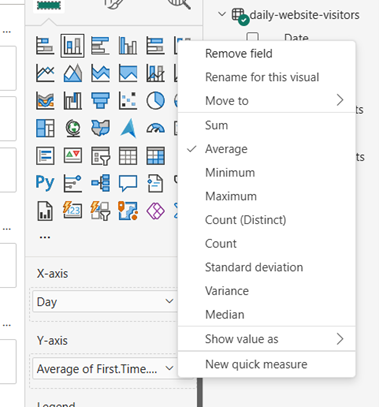 daily-website-visitors
Date
Remove field
Rename for this visual
Move to
Sum
Average
Minimum
Maximum
Count (Distinct)
Count
Standard deviation
Variance
Median
Show value as
New quick measure
Py
123
...
X-axis
Day
Y-axis
Average of First.Time....
Legend